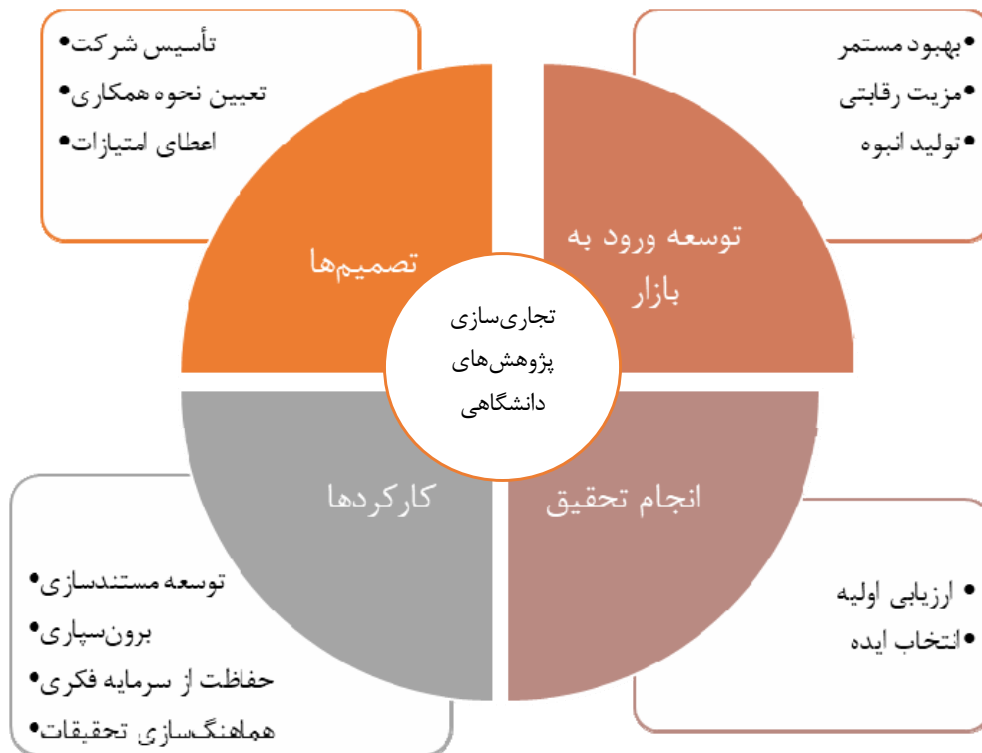 •بهبود مستمر
•مزیت رقابتی
•تولید انبوه
توسعه ورود به
بازار
•تأسیس شرکت
•تعیین نحوه همکاری
•اعطای امتیازات
تصمیم‌ها
تجاری‌سازی
پژوهش‌های
دانشگاهی
انجام تحقیق
• ارزیابی اولیه
•انتخاب ایده
کارکردها
•توسعه مستندسازی
•برون‌سپاری
•حفاظت از سرمایه فکری
•هماهنگ‌سازی تحقیقات